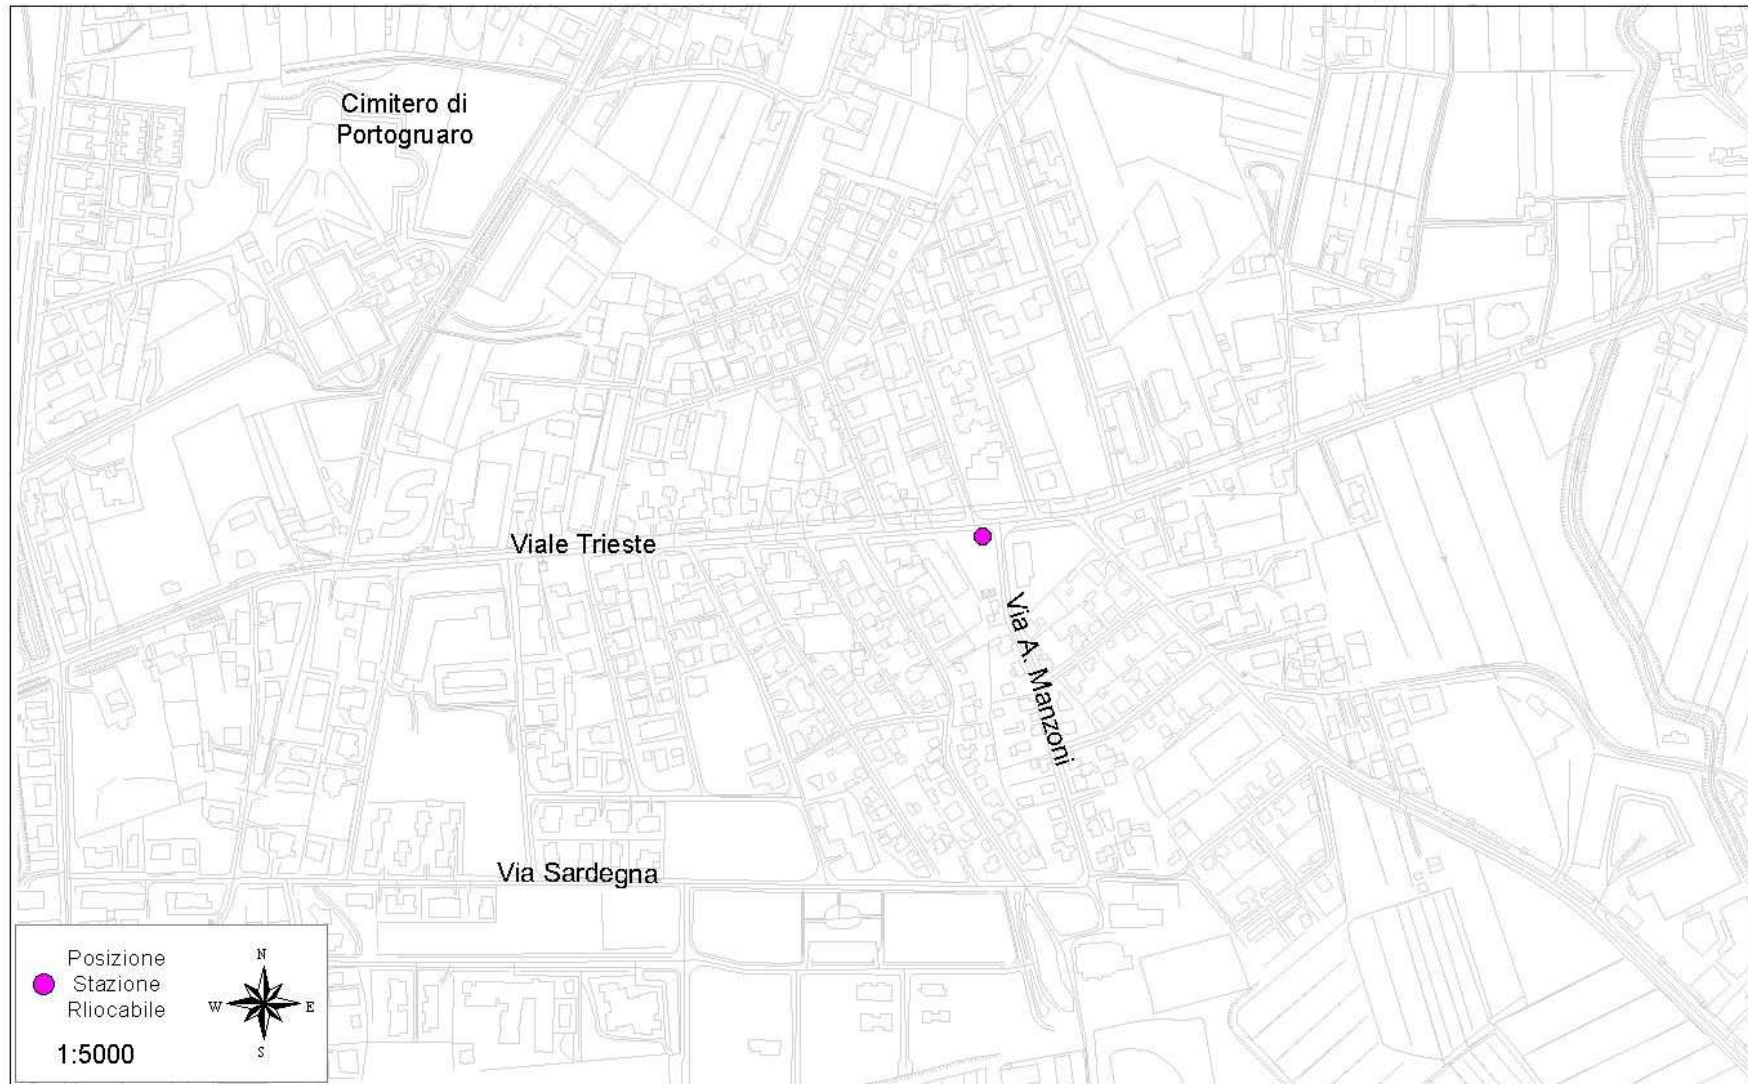 Cimitero di
Portogruaro
Viale Trieste
Via A. Manzoni
Via Sardegna
Posizione
Stazione
Rliocabile
N
W E
S
1:5000